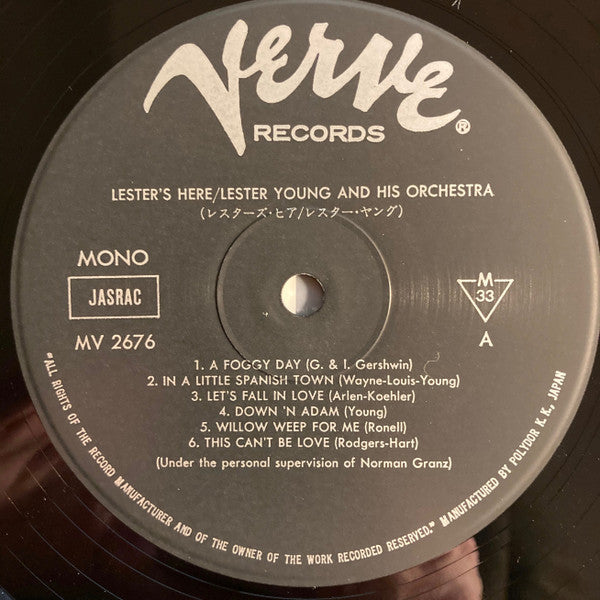 Verve®
RECORDS
LESTER'S HERE/LESTER YOUNG AND HIS ORCHESTRA
(レスターズ・ヒア/レスター・ヤング)
MONO
JASRAC
MV 2676
M
33
A
1. A FOGGY DAY (G. & I. Gershwin)
2. IN A LITTLE SPANISH TOWN (Wayne-Louis-Young)
3. LET'S FALL IN LOVE (Arlen-Koehler)
4. DOWN 'N ADAM (Young)
5. WILLOW WEEP FOR ME (Ronell)
6. THIS CAN'T BE LOVE (Rodgers-Hart)
(Under the personal supervision of Norman Granz)
"ALL RIGHTS OF THE RECORD MANUFACTURER AND OF THE OWNER OF THE WORK RECORDED RESERVED." MANUFACTURED BY POLYDOR K.K., JAPAN